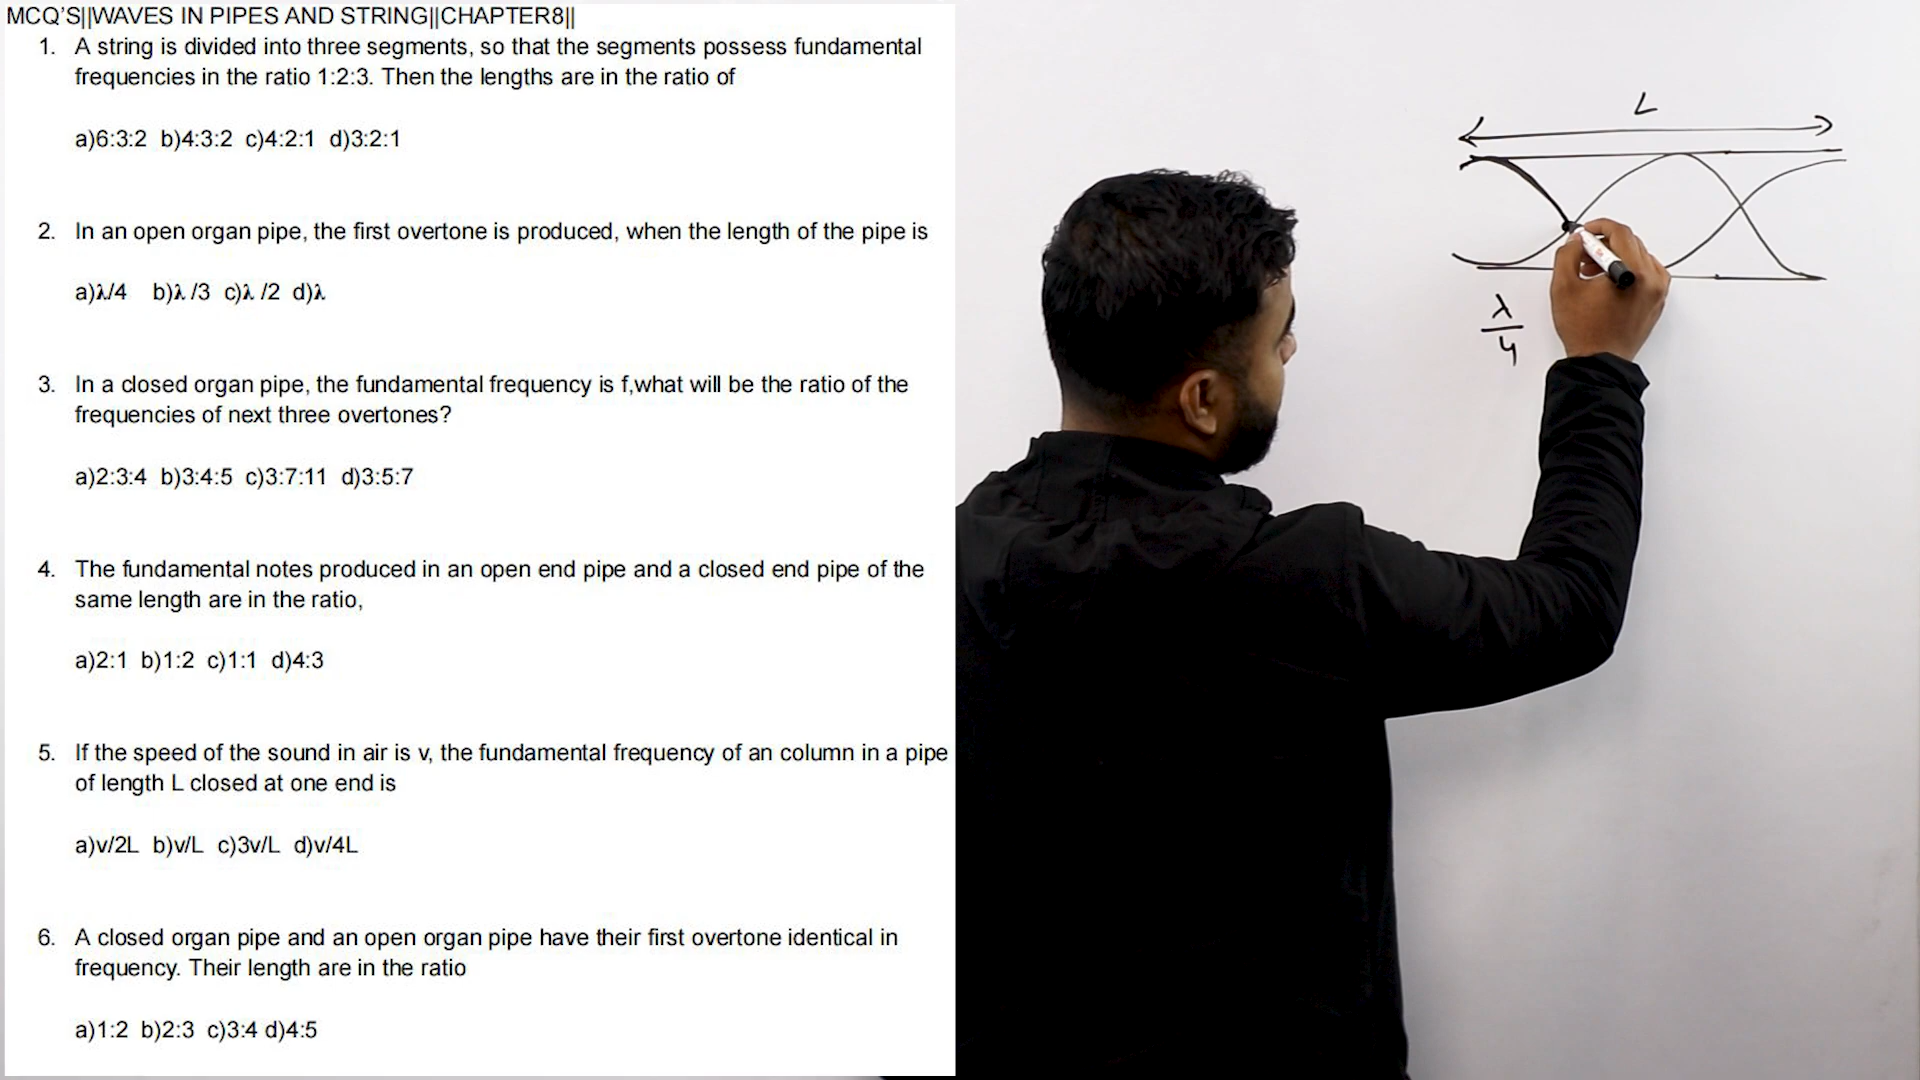 MCQ'S||WAVES IN PIPES AND STRING||CHAPTER8||
1. A string is divided into three segments, so that the segments possess fundamental
frequencies in the ratio 1:2:3. Then the lengths are in the ratio of
a)6:3:2 b)4:3:2 c)4:2:1 d)3:2:1
2. In an open organ pipe, the first overtone is produced, when the length of the pipe is
a)λ/4 b)λ /3 c)λ /2 d)λ
3. In a closed organ pipe, the fundamental frequency is f,what will be the ratio of the
frequencies of next three overtones?
a)2:3:4 b)3:4:5 c)3:7:11 d)3:5:7
4. The fundamental notes produced in an open end pipe and a closed end pipe of the
same length are in the ratio,
a)2:1 b)1:2 c)1:1 d)4:3
5. If the speed of the sound in air is v, the fundamental frequency of an column in a pipe
of length L closed at one end is
a)v/2L b)v/L c)3v/L d)v/4L
6. A closed organ pipe and an open organ pipe have their first overtone identical in
frequency. Their length are in the ratio
a)1:2 b)2:3 c)3:4 d)4:5
L
λ
4